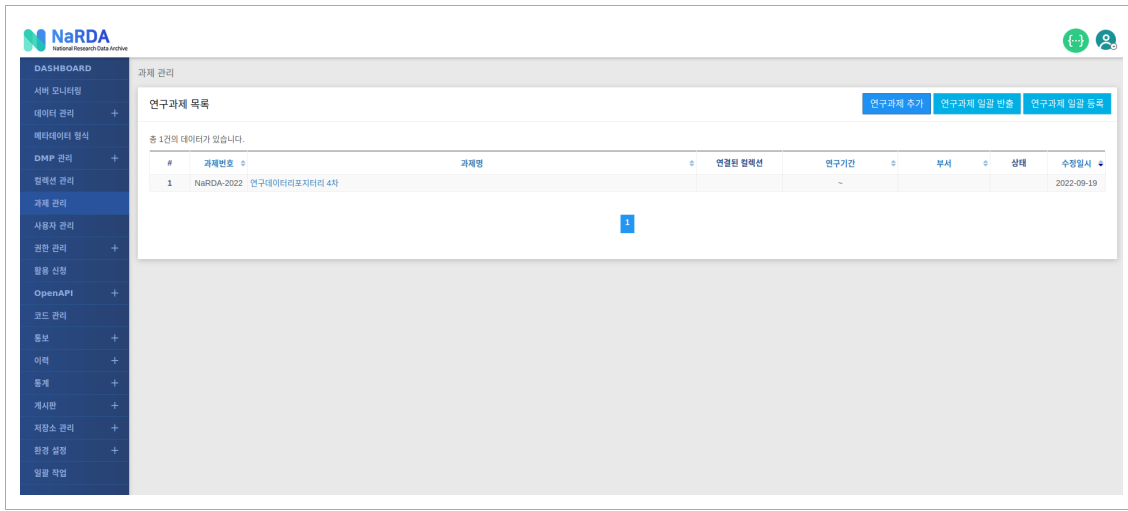 NaRDA
National Research Data Archive
{···}
DASHBOARD
서버 모니터링
데이터 관리 +
메타데이터 형식
DMP 관리 +
컬렉션 관리
과제 관리
사용자 관리
권한 관리 +
활용 신청
OpenAPI +
코드 관리
통보 +
이력 +
통계 +
게시판 +
저장소 관리 +
환경 설정 +
일괄 작업
과제 관리
연구과제 목록
연구과제 추가 연구과제 일괄 반출 연구과제 일괄 등록
총 1건의 데이터가 있습니다.
# 과제번호 과제명 연결된 컬렉션 연구기간 부서 상태 수정일시
1 NaRDA-2022 연구데이터리포지터리 4차 ~ 2022-09-19
1